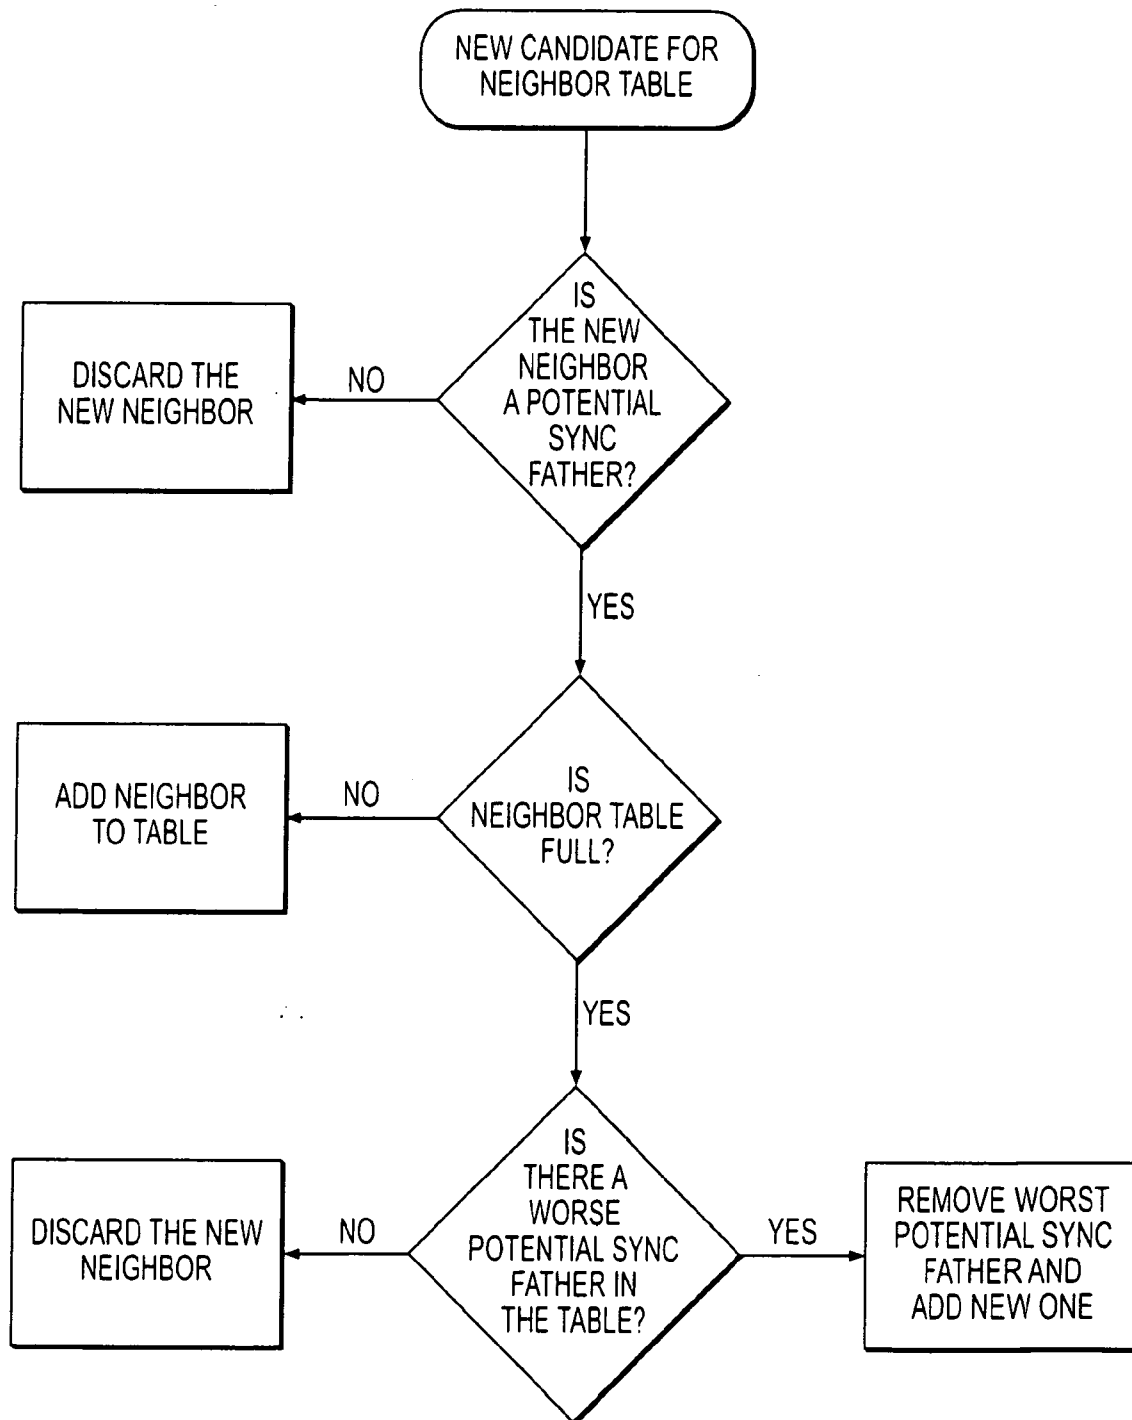 NEW CANDIDATE FOR
NEIGHBOR TABLE
IS
THE NEW
NEIGHBOR
A POTENTIAL
SYNC
FATHER?
NO
DISCARD THE
NEW NEIGHBOR
YES
IS
NEIGHBOR TABLE
FULL?
NO
ADD NEIGHBOR
TO TABLE
YES
IS
THERE A
WORSE
POTENTIAL SYNC
FATHER IN
THE TABLE?
NO
DISCARD THE NEW
NEIGHBOR
YES
REMOVE WORST
POTENTIAL SYNC
FATHER AND
ADD NEW ONE